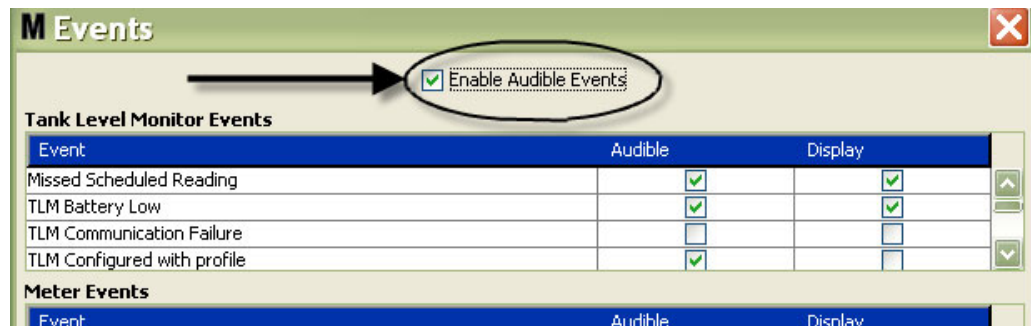 M Events
Enable Audible Events
Tank Level Monitor Events
Event Audible Display
Missed Scheduled Reading
TLM Battery Low
TLM Communication Failure
TLM Configured with profile
Meter Events
Event Audible Display